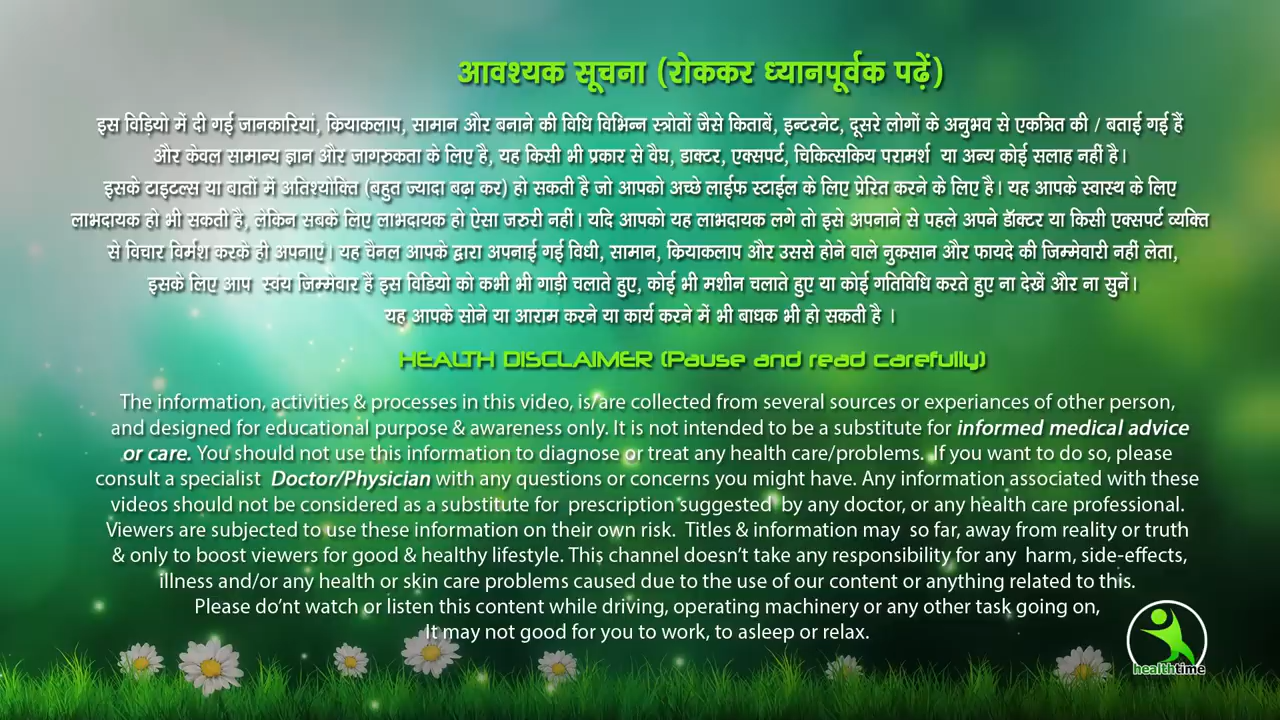 आवश्यक सूचना (रोककर ध्यानपूर्वक पढ़ें)
इस विडियो में दी गई जानकारियां, क्रियाकलाप, सामान और बनाने की विधि विभिन्न स्त्रोतों जैसे किताबें, इन्टरनेट, दूसरे लोगों के अनुभव से एकत्रित की / बताई गई हैं
और केवल सामान्य ज्ञान और जागरुकता के लिए है, यह किसी भी प्रकार से वैघ, डाक्टर, एक्सपर्ट, चिकित्सकिय परामर्श या अन्य कोई सलाह नहीं है।
इसके टाइटल्स या बातों में अतिश्योक्ति (बहुत ज्यादा बढ़ा कर) हो सकती है जो आपको अच्छे लाईफ स्टाईल के लिए प्रेरित करने के लिए है। यह आपके स्वास्थ के लिए
लाभदायक हो भी सकती है, लेकिन सबके लिए लाभदायक हो ऐसा जरुरी नहीं। यदि आपको यह लाभदायक लगे तो इसे अपनाने से पहले अपने डॉक्टर या किसी एक्सपर्ट व्यक्ति
से विचार विर्मश करके ही अपनाएं। यह चैनल आपके द्वारा अपनाई गई विधी, सामान, क्रियाकलाप और उससे होने वाले नुकसान और फायदे की जिम्मेवारी नहीं लेता,
इसके लिए आप स्वंय जिम्मेवार हैं इस विडियो को कभी भी गाड़ी चलाते हुए, कोई भी मशीन चलाते हुए या कोई गतिविधि करते हुए ना देखें और ना सुनें।
यह आपके सोने या आराम करने या कार्य करने में भी बाधक भी हो सकती है ।
HEALTH DISCLAIMER (Pause and read carefully)
The information, activities & processes in this video, is/are collected from several sources or experiances of other person,
and designed for educational purpose & awareness only. It is not intended to be a substitute for informed medical advice
or care. You should not use this information to diagnose or treat any health care/problems. If you want to do so, please
consult a specialist Doctor/Physician with any questions or concerns you might have. Any information associated with these
videos should not be considered as a substitute for prescription suggested by any doctor, or any health care professional.
Viewers are subjected to use these information on their own risk. Titles & information may so far, away from reality or truth
& only to boost viewers for good & healthy lifestyle. This channel doesn't take any responsibility for any harm, side-effects,
illness and/or any health or skin care problems caused due to the use of our content or anything related to this.
Please do'nt watch or listen this content while driving, operating machinery or any other task going on,
It may not good for you to work, to asleep or relax.
healthtime